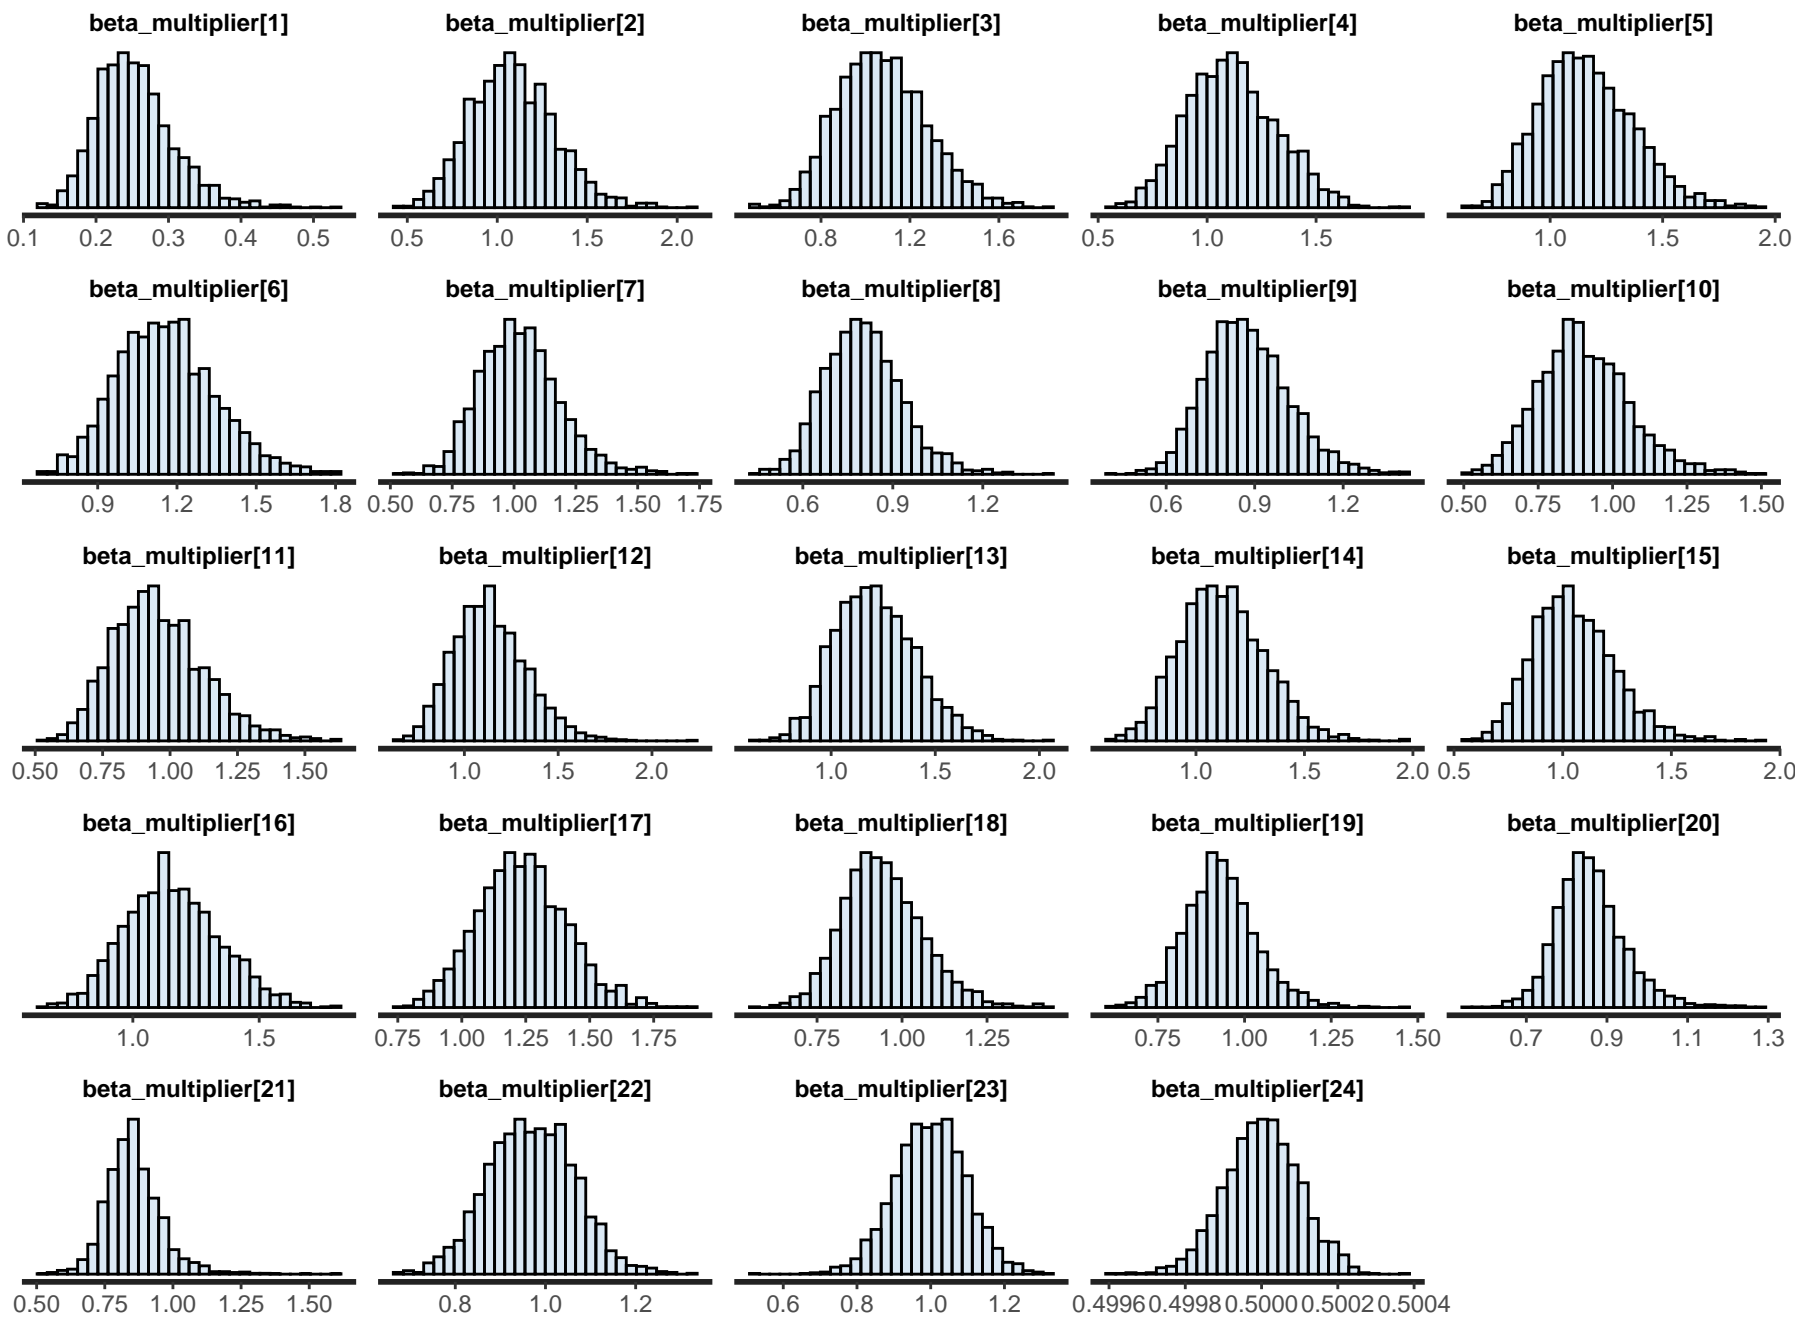 beta_multiplier[1] beta_multiplier[2] beta_multiplier[3] beta_multiplier[4] beta_multiplier[5]
0.1 0.2 0.3 0.4 0.5 0.5 1.0 1.5 2.0 0.8 1.2 1.6 0.5 1.0 1.5 1.0 1.5 2.0
beta_multiplier[6] beta_multiplier[7] beta_multiplier[8] beta_multiplier[9] beta_multiplier[10]
0.9 1.2 1.5 1.8 0.50 0.75 1.00 1.25 1.50 1.75 0.6 0.9 1.2 0.6 0.9 1.2 0.50 0.75 1.00 1.25 1.50
beta_multiplier[11] beta_multiplier[12] beta_multiplier[13] beta_multiplier[14] beta_multiplier[15]
0.50 0.75 1.00 1.25 1.50 1.0 1.5 2.0 1.0 1.5 2.0 1.0 1.5 2.0 0.5 1.0 1.5 2.0
beta_multiplier[16] beta_multiplier[17] beta_multiplier[18] beta_multiplier[19] beta_multiplier[20]
1.0 1.5 0.75 1.00 1.25 1.50 1.75 0.75 1.00 1.25 0.75 1.00 1.25 1.50 0.7 0.9 1.1 1.3
beta_multiplier[21] beta_multiplier[22] beta_multiplier[23] beta_multiplier[24]
0.50 0.75 1.00 1.25 1.50 0.8 1.0 1.2 0.6 0.8 1.0 1.2 0.4996 0.4998 0.5000 0.5002 0.5004